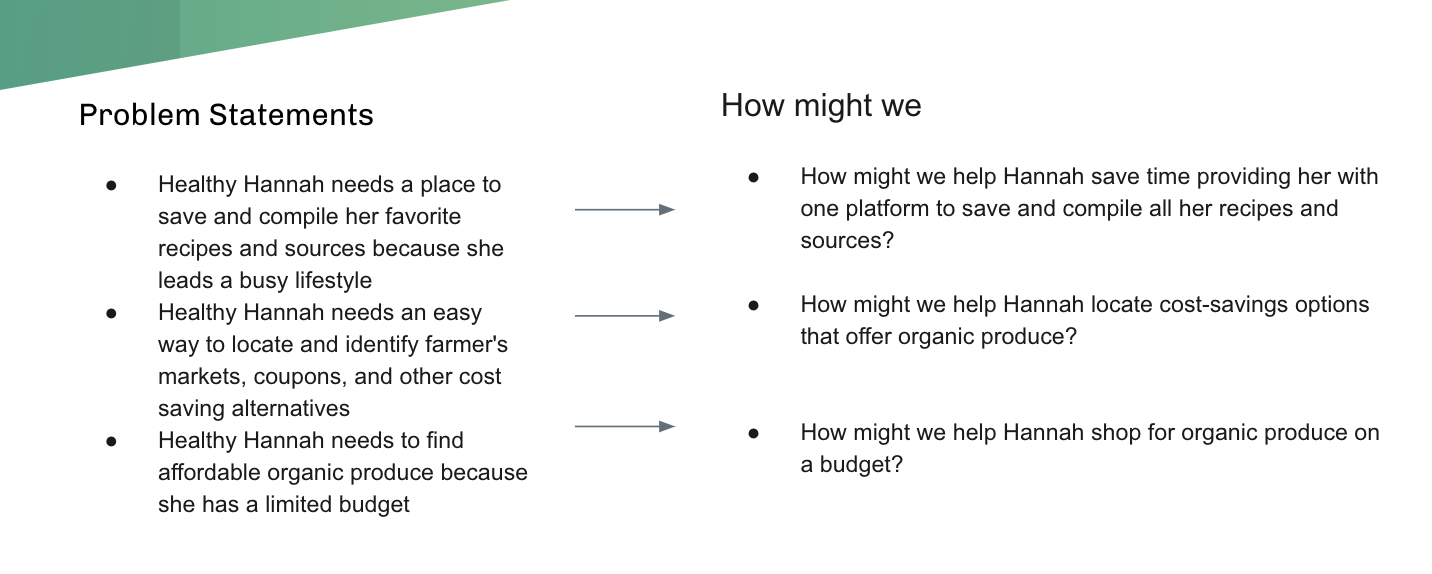 Problem Statements
● Healthy Hannah needs a place to
save and compile her favorite
recipes and sources because she
leads a busy lifestyle
● Healthy Hannah needs an easy
way to locate and identify farmer's
markets, coupons, and other cost
saving alternatives
● Healthy Hannah needs to find
affordable organic produce because
she has a limited budget
How might we
● How might we help Hannah save time providing her with
one platform to save and compile all her recipes and
sources?
● How might we help Hannah locate cost-savings options
that offer organic produce?
● How might we help Hannah shop for organic produce on
a budget?